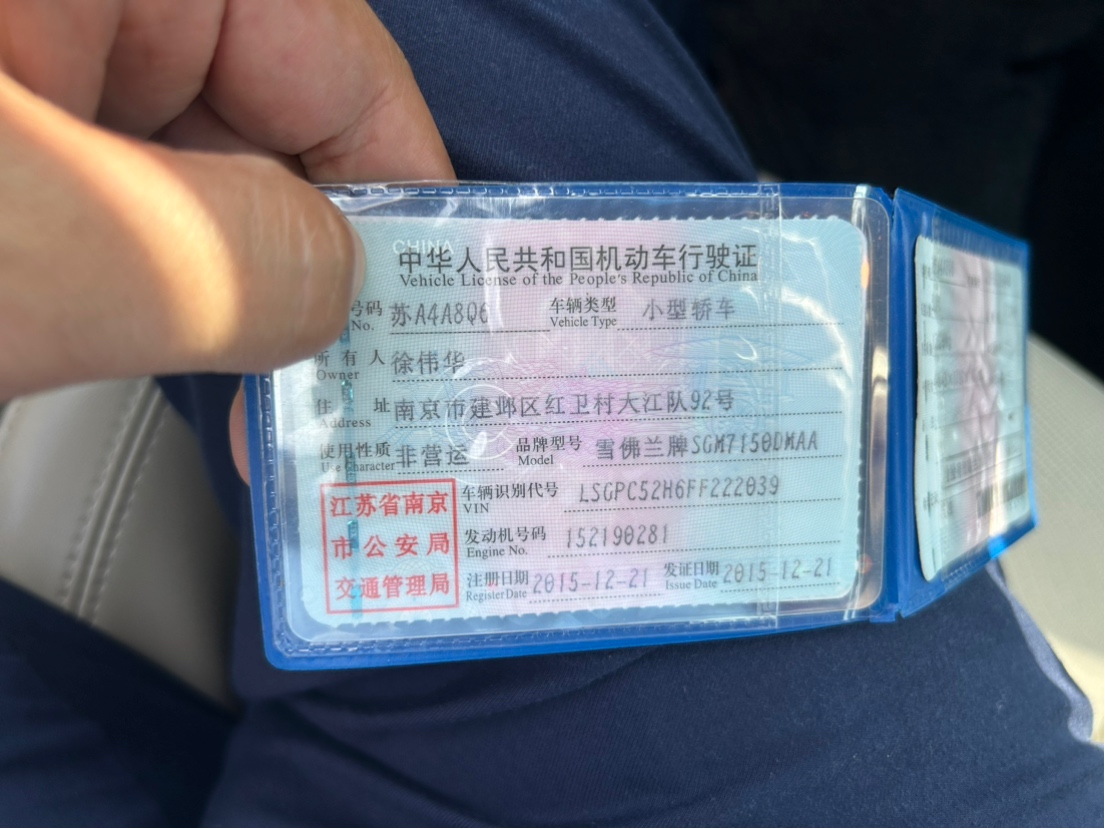 CHINA
中华人民共和国机动车行驶证
Vehicle License of the People's Republic of China
号码 苏A4A8Q6 车辆类型 小型轿车
No. Vehicle Type
所有人 徐伟华
Owner
住址 南京市建邺区红卫村大江队92号
Address
使用性质 非营运 品牌型号 雪佛兰牌SGM7150DMAA
Use Character Model
江苏省南京
市公安局
交通管理局
车辆识别代号 LSGPC52H6FF222039
VIN
发动机号码 152190281
Engine No.
注册日期 2015-12-21 发证日期 2015-12-21
Register Date Issue Date